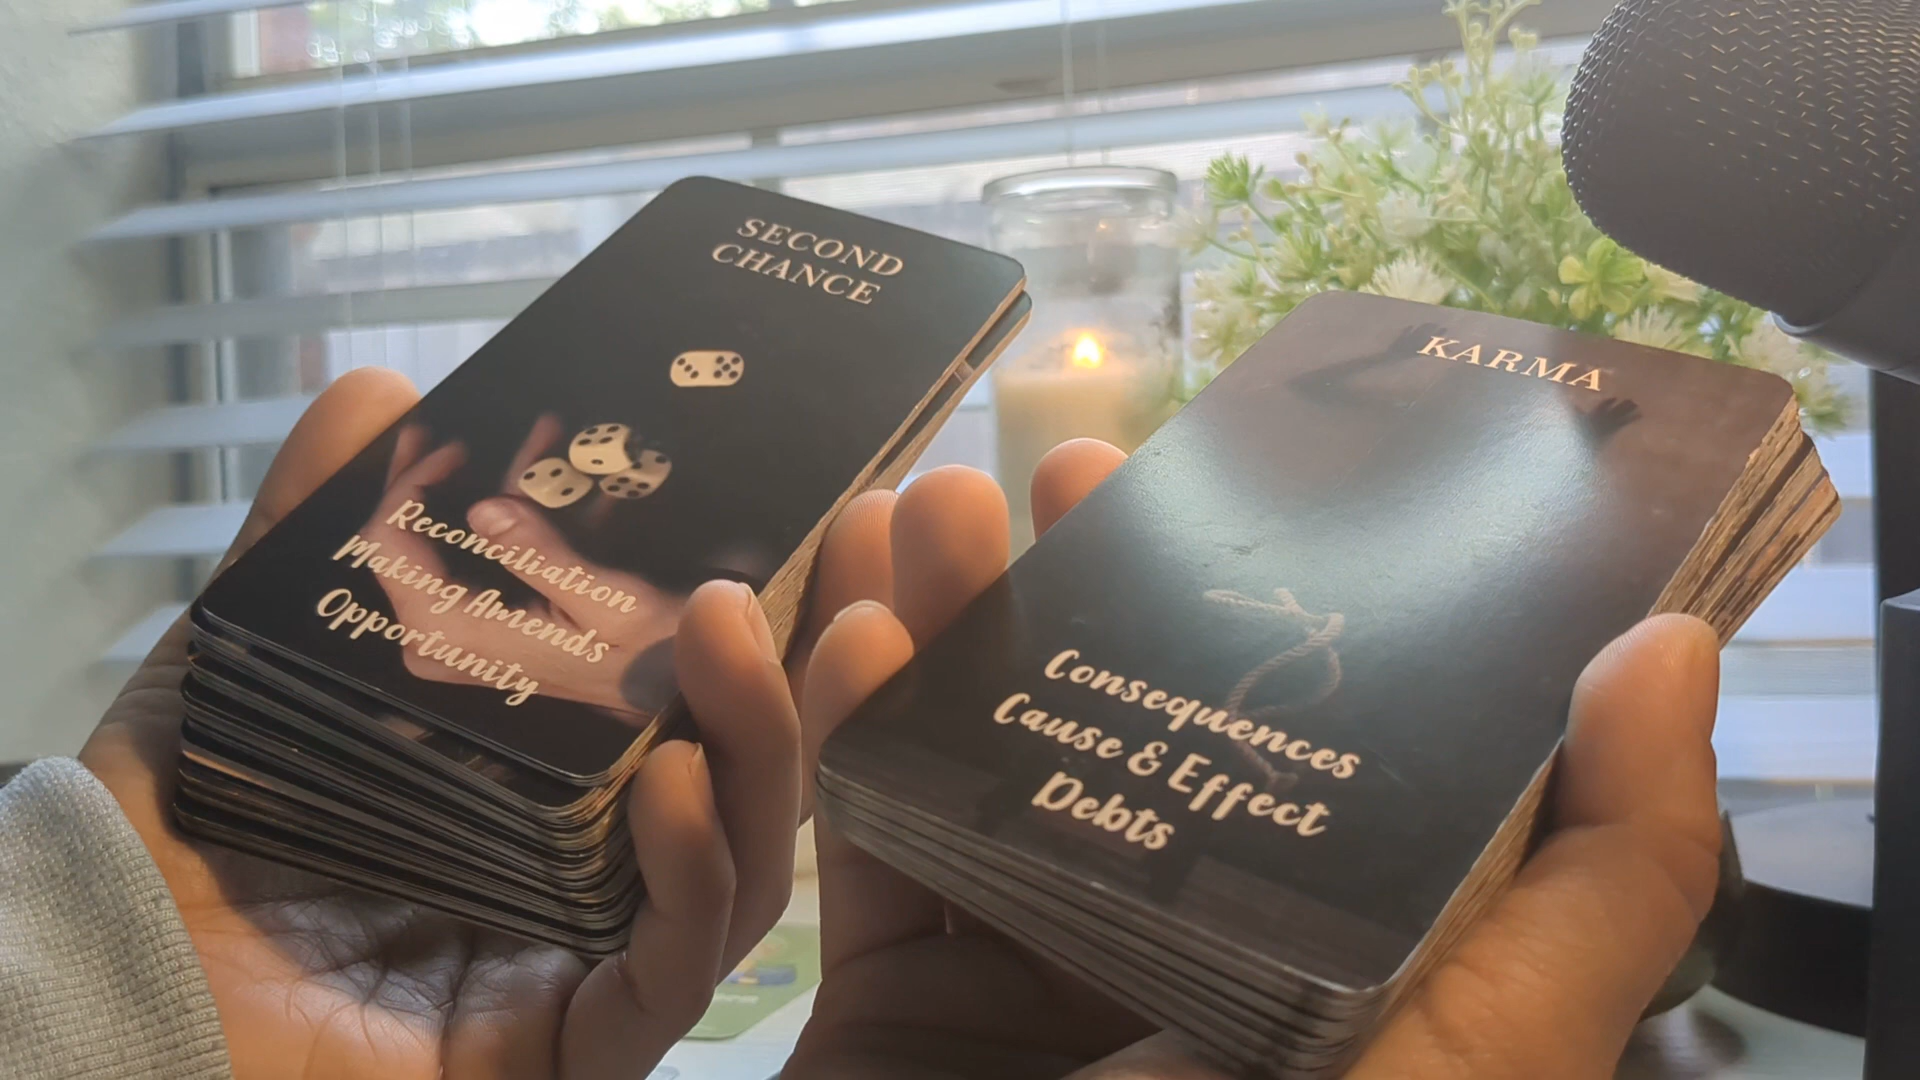 SECOND
CHANCE
Reconciliation
Making Amends
Opportunity
KARMA
Consequences
Cause & Effect
Debts